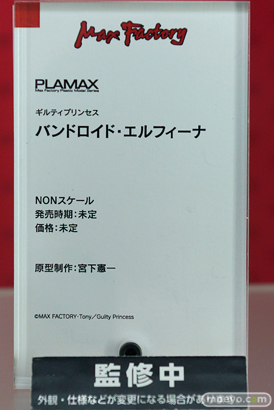 Max Factory
PLAMAX
Max Factory Plastic Model Series
ギルティプリンセス
バンドロイド・エルフィーナ
NONスケール
発売時期:未定
価格:未定
原型制作:宮下憲一
©MAX FACTORY・Tony/Guilty Princess
監修中
外観・仕様などが変更になる場合があ